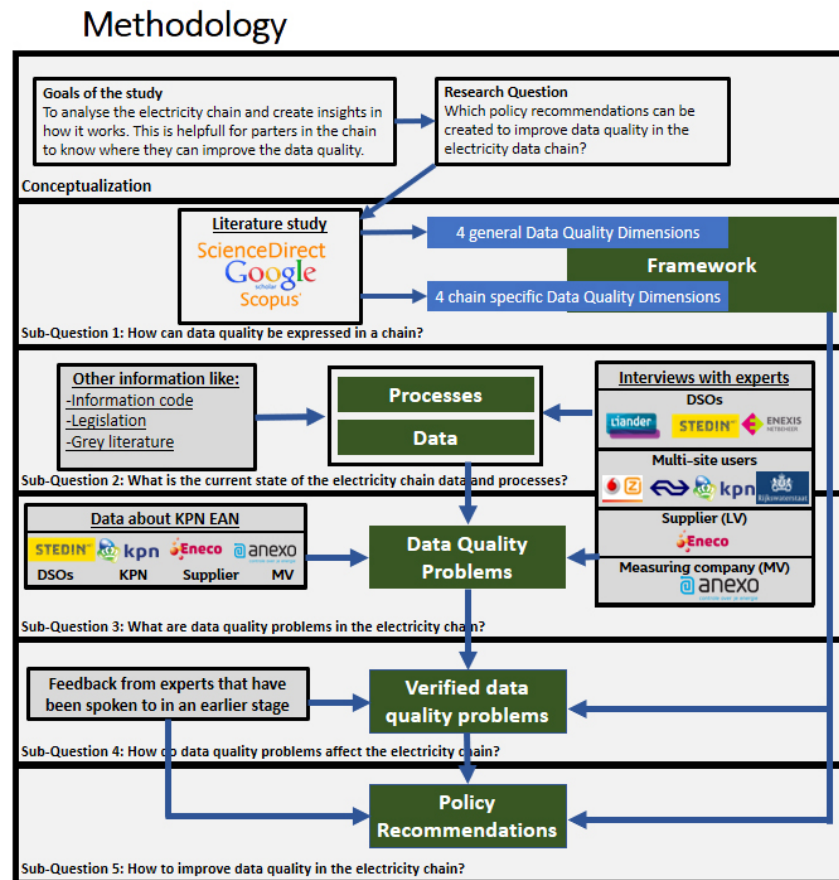 Methodology
Goals of the study
To analyse the electricity chain and create insights in
how it works. This is helpfull for parters in the chain
to know where they can improve the data quality.
Research Question
Which policy recommendations can be
created to improve data quality in the
electricity data chain?
Conceptualization
Literature study
ScienceDirect
Google
scholar
Scopus
4 general Data Quality Dimensions
Framework
4 chain specific Data Quality Dimensions
Sub-Question 1: How can data quality be expressed in a chain?
Other information like:
-Information code
-Legislation
-Grey literature
Processes
Data
Interviews with experts
DSOs
Liander
STEDIN
ENEXIS
NETBEHEER
Multi-site users
Z
kpn
Rijkswaterstaat
Supplier (LV)
Eneco
Measuring company (MV)
anexo
Sub-Question 2: What is the current state of the electricity chain data and processes?
Data about KPN EAN
STEDIN kpn Eneco anexo
DSOs KPN Supplier MV
Data Quality
Problems
Sub-Question 3: What are data quality problems in the electricity chain?
Feedback from experts that have
been spoken to in an earlier stage
Verified data
quality problems
Sub-Question 4: How do data quality problems affect the electricity chain?
Policy
Recommendations
Sub-Question 5: How to improve data quality in the electricity chain?